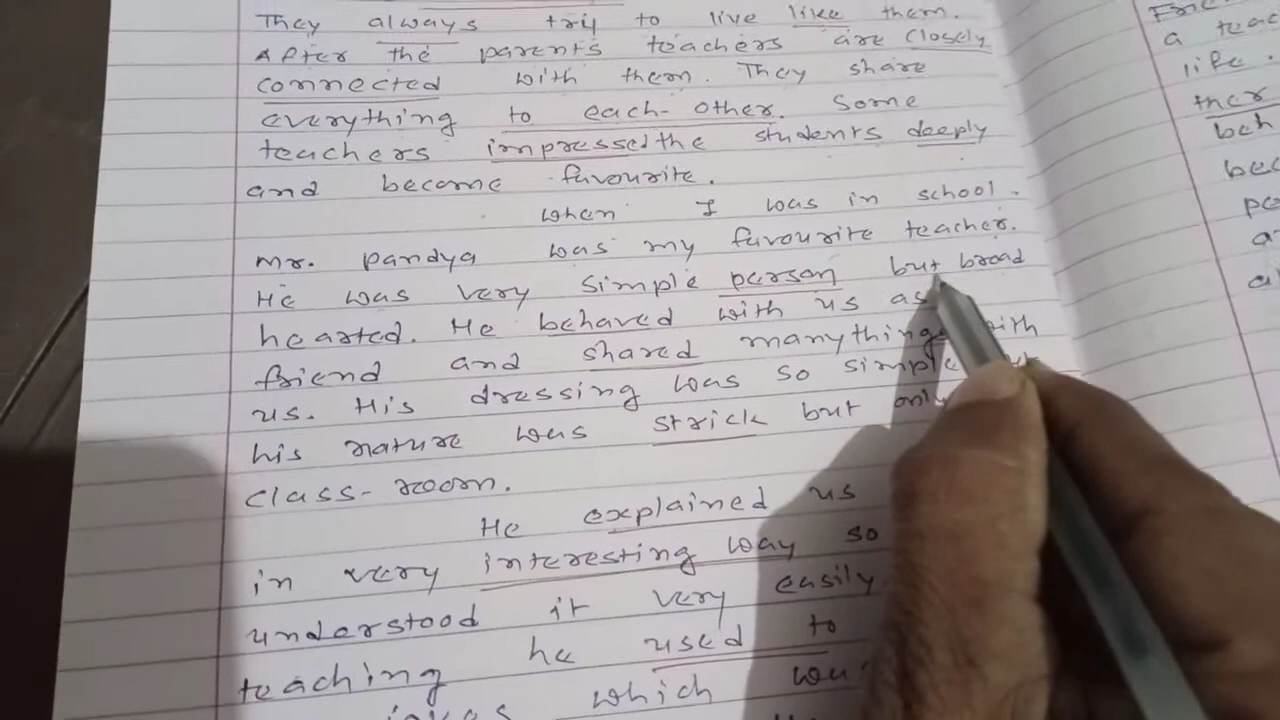 They always try to live like them.
After the parents teachers are closely
connected with them. They share
everything to each-other. Some
teachers impressed the students deeply
and become favourite.
when I was in school.
Mr. pandya was my favourite teacher.
He was very simple person but broad
hearted. He behaved with us as
friend and shared manythings with
us. His dressing was so simple
his nature was strick but only
class-room.
He explained us
in very interesting way so
understood it very easily
teaching he used to
which
a
life.
ther
beh